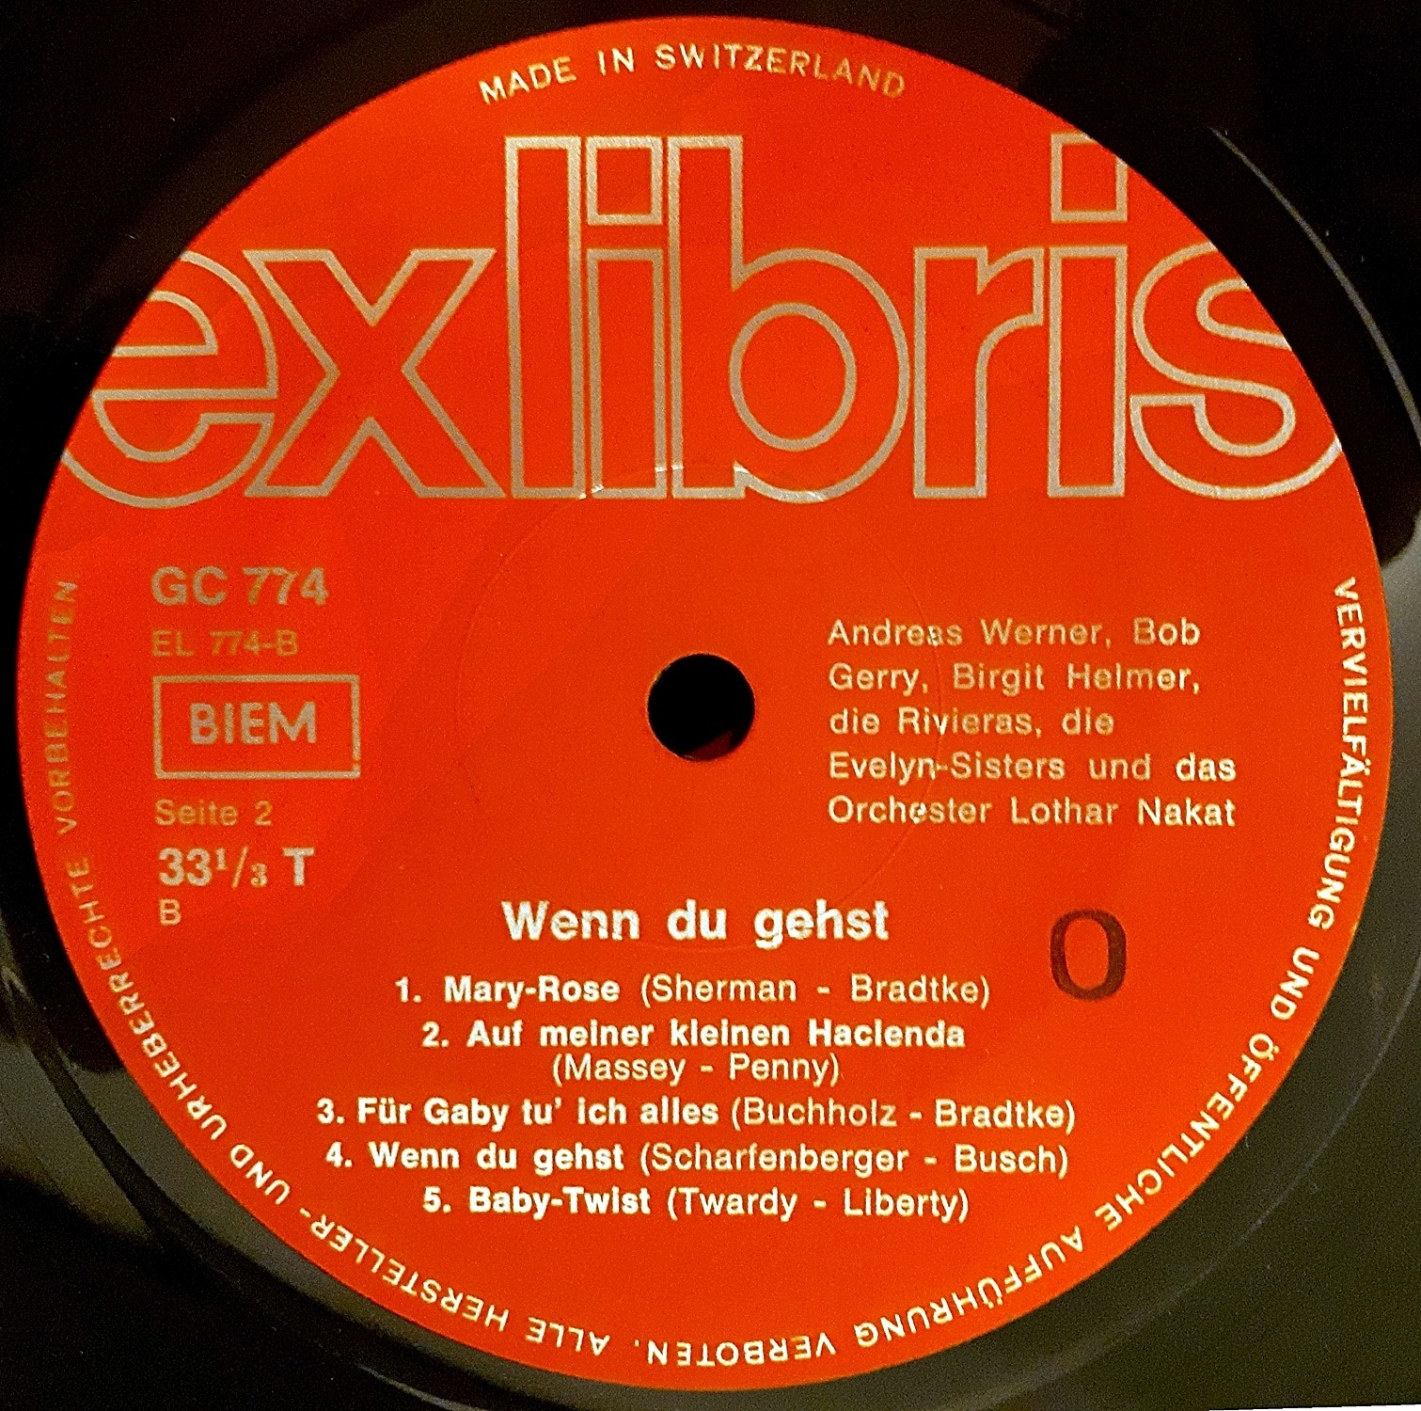 MADE IN SWITZERLAND
exlibris
GC 774
EL 774-B
BIEM
Seite 2
33¹/₃ T
B
Andreas Werner, Bob
Gerry, Birgit Helmer,
die Rivieras, die
Evelyn-Sisters und das
Orchester Lothar Nakat
Wenn du gehst
O
1. Mary-Rose (Sherman - Bradtke)
2. Auf meiner kleinen Hacienda
(Massey - Penny)
3. Für Gaby tu' ich alles (Buchholz - Bradtke)
4. Wenn du gehst (Scharfenberger - Busch)
5. Baby-Twist (Twardy - Liberty)
VERVIELFÄLTIGUNG UND ÖFFENTLICHE AUFFÜHRUNG VERBOTEN. ALLE HERSTELLER- UND URHEBERRECHTE VORBEHALTEN